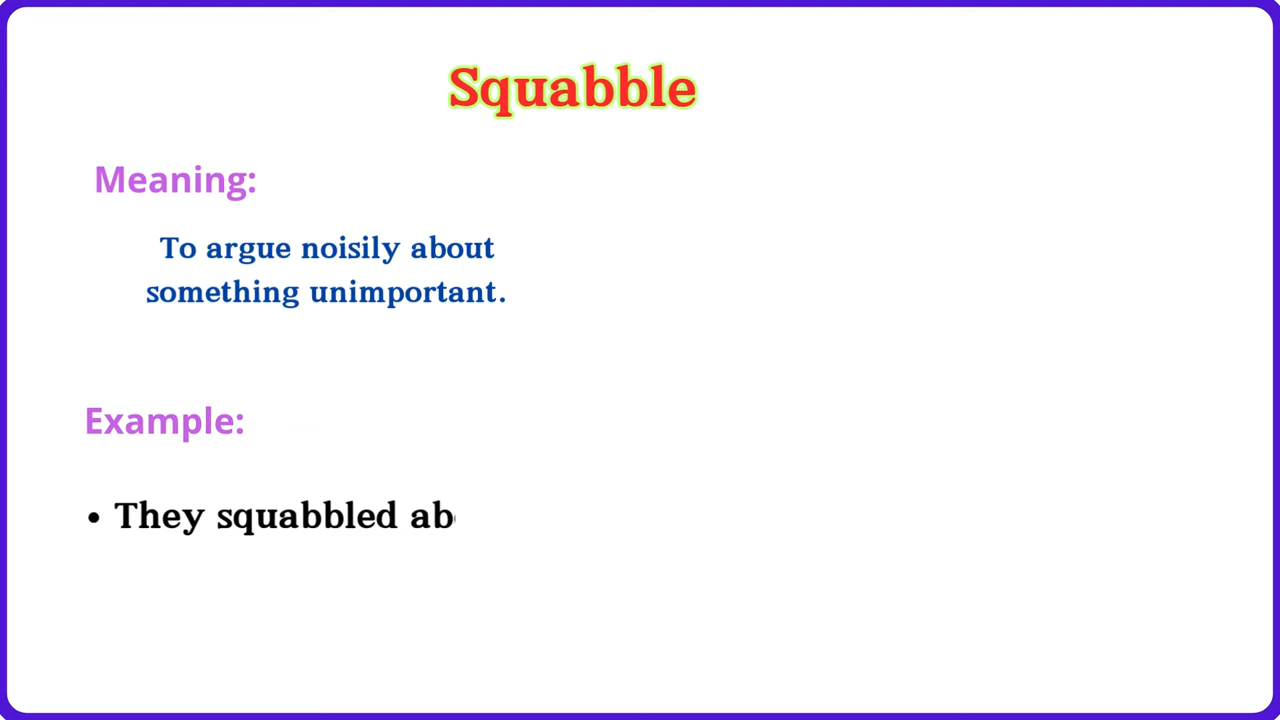 Squabble
Meaning:
To argue noisily about
something unimportant.
Example:
• They squabbled ab